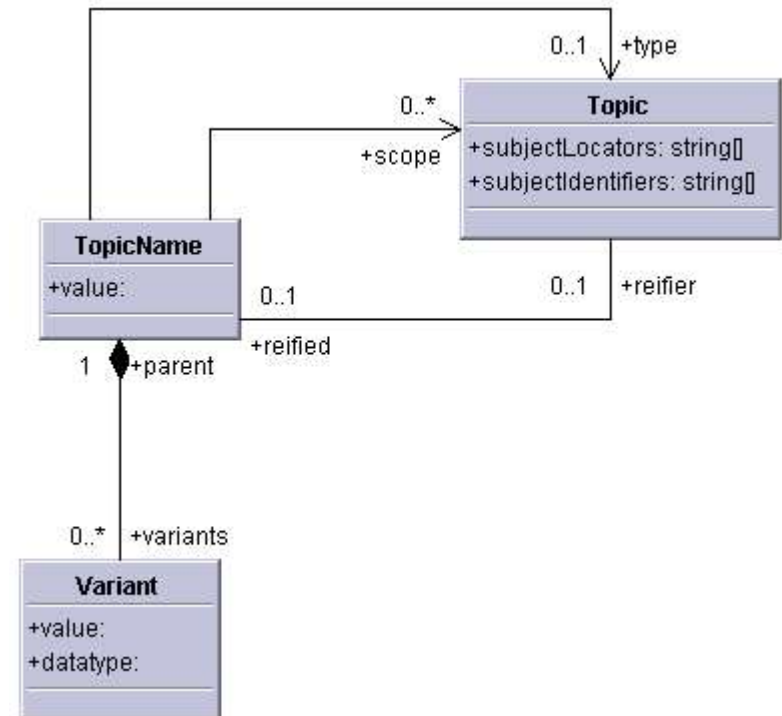 0..1 +type
Topic
0..*
+scope
+subjectLocators: string[]
+subjectIdentifiers: string[]
TopicName
+value:
0..1
0..1 +reifier
+reified
1 +parent
0..* +variants
Variant
+value:
+datatype: